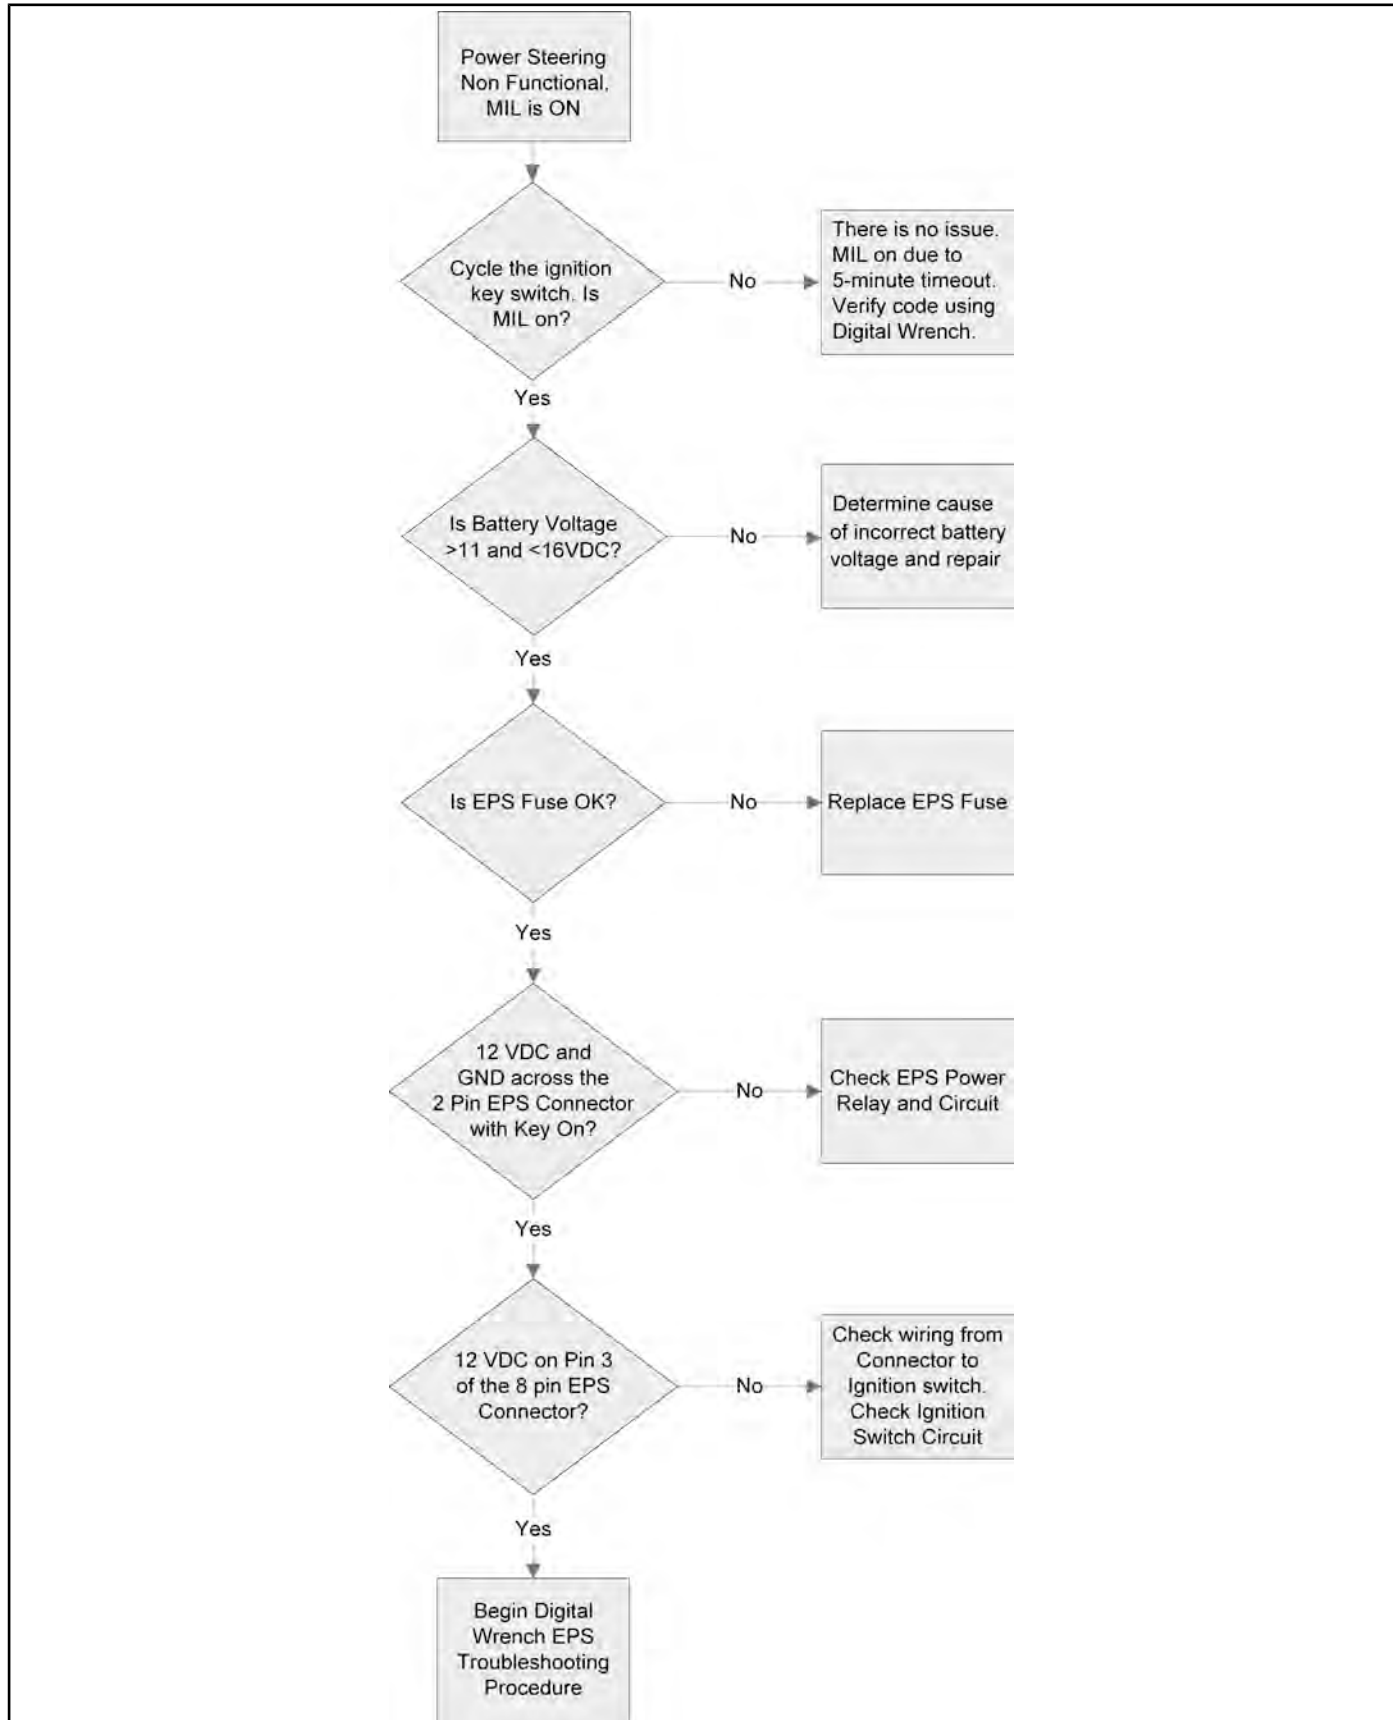 Power Steering
Non Functional,
MIL is ON
Cycle the ignition
key switch. Is
MIL on?
No
There is no issue.
MIL on due to
5-minute timeout.
Verify code using
Digital Wrench.
Yes
Is Battery Voltage
>11 and <16VDC?
No
Determine cause
of incorrect battery
voltage and repair
Yes
Is EPS Fuse OK?
No
Replace EPS Fuse
Yes
12 VDC and
GND across the
2 Pin EPS Connector
with Key On?
No
Check EPS Power
Relay and Circuit
Yes
12 VDC on Pin 3
of the 8 pin EPS
Connector?
No
Check wiring from
Connector to
Ignition switch.
Check Ignition
Switch Circuit
Yes
Begin Digital
Wrench EPS
Troubleshooting
Procedure